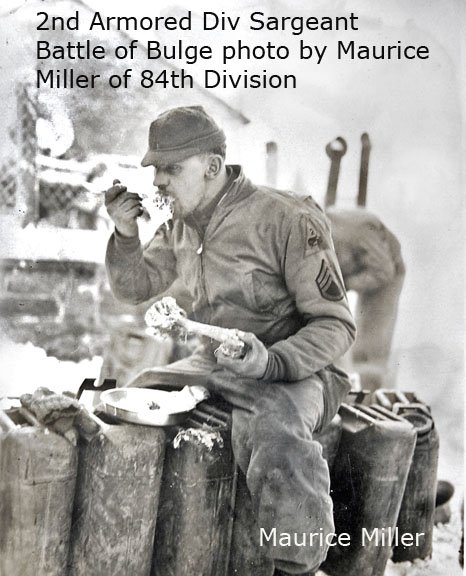 2nd Armored Div Sargeant
Battle of Bulge photo by Maurice
Miller of 84th Division
Maurice Miller